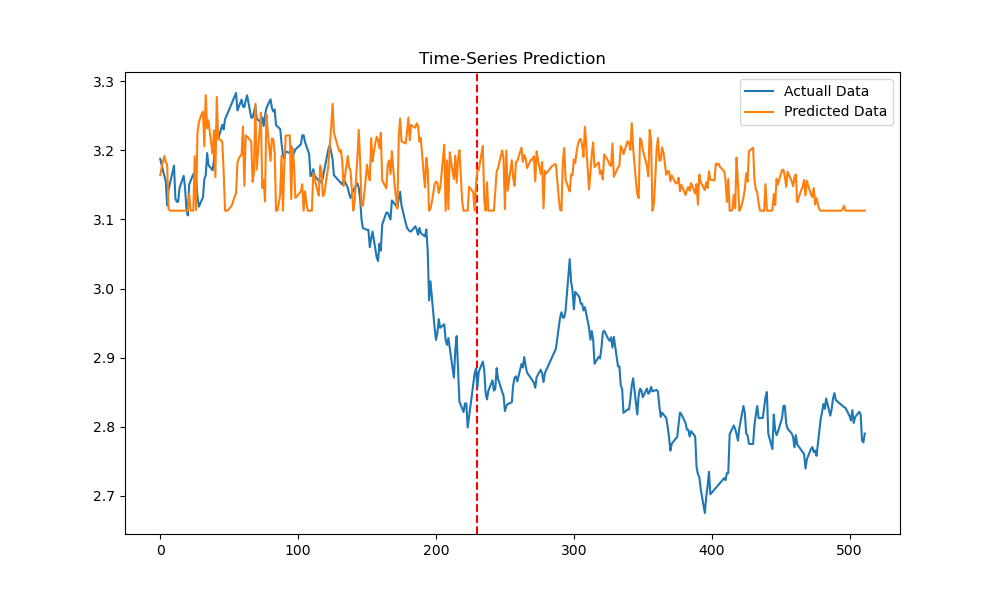 Time-Series Prediction
Actuall Data
Predicted Data
3.3
3.2
3.1
3.0
2.9
2.8
2.7
0 100 200 300 400 500